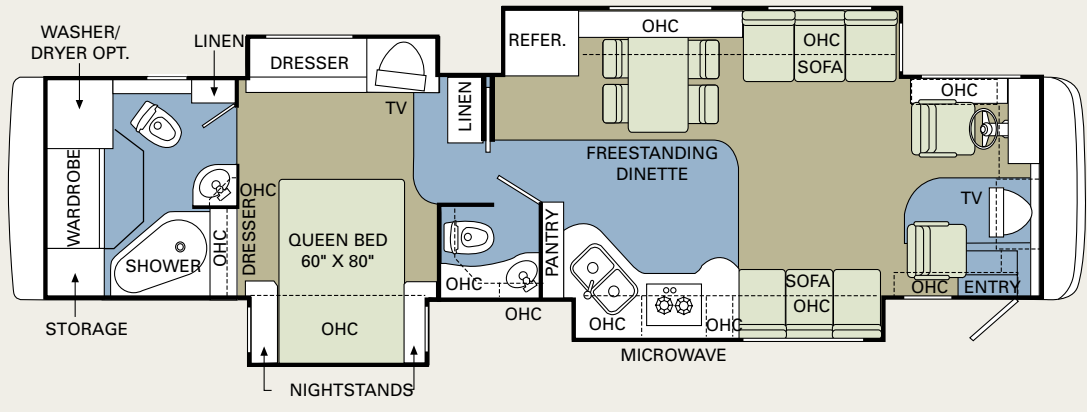 WASHER/
DRYER OPT.
LINEN
DRESSER
TV
LINEN
REFER.
OHC
OHC
SOFA
OHC
FREESTANDING
DINETTE
TV
WARDROBE
SHOWER
OHC
DRESSER
OHC
QUEEN BED
60" X 80"
OHC
PANTRY
OHC
OHC
OHC
OHC
SOFA
OHC
OHC
ENTRY
STORAGE
MICROWAVE
NIGHTSTANDS